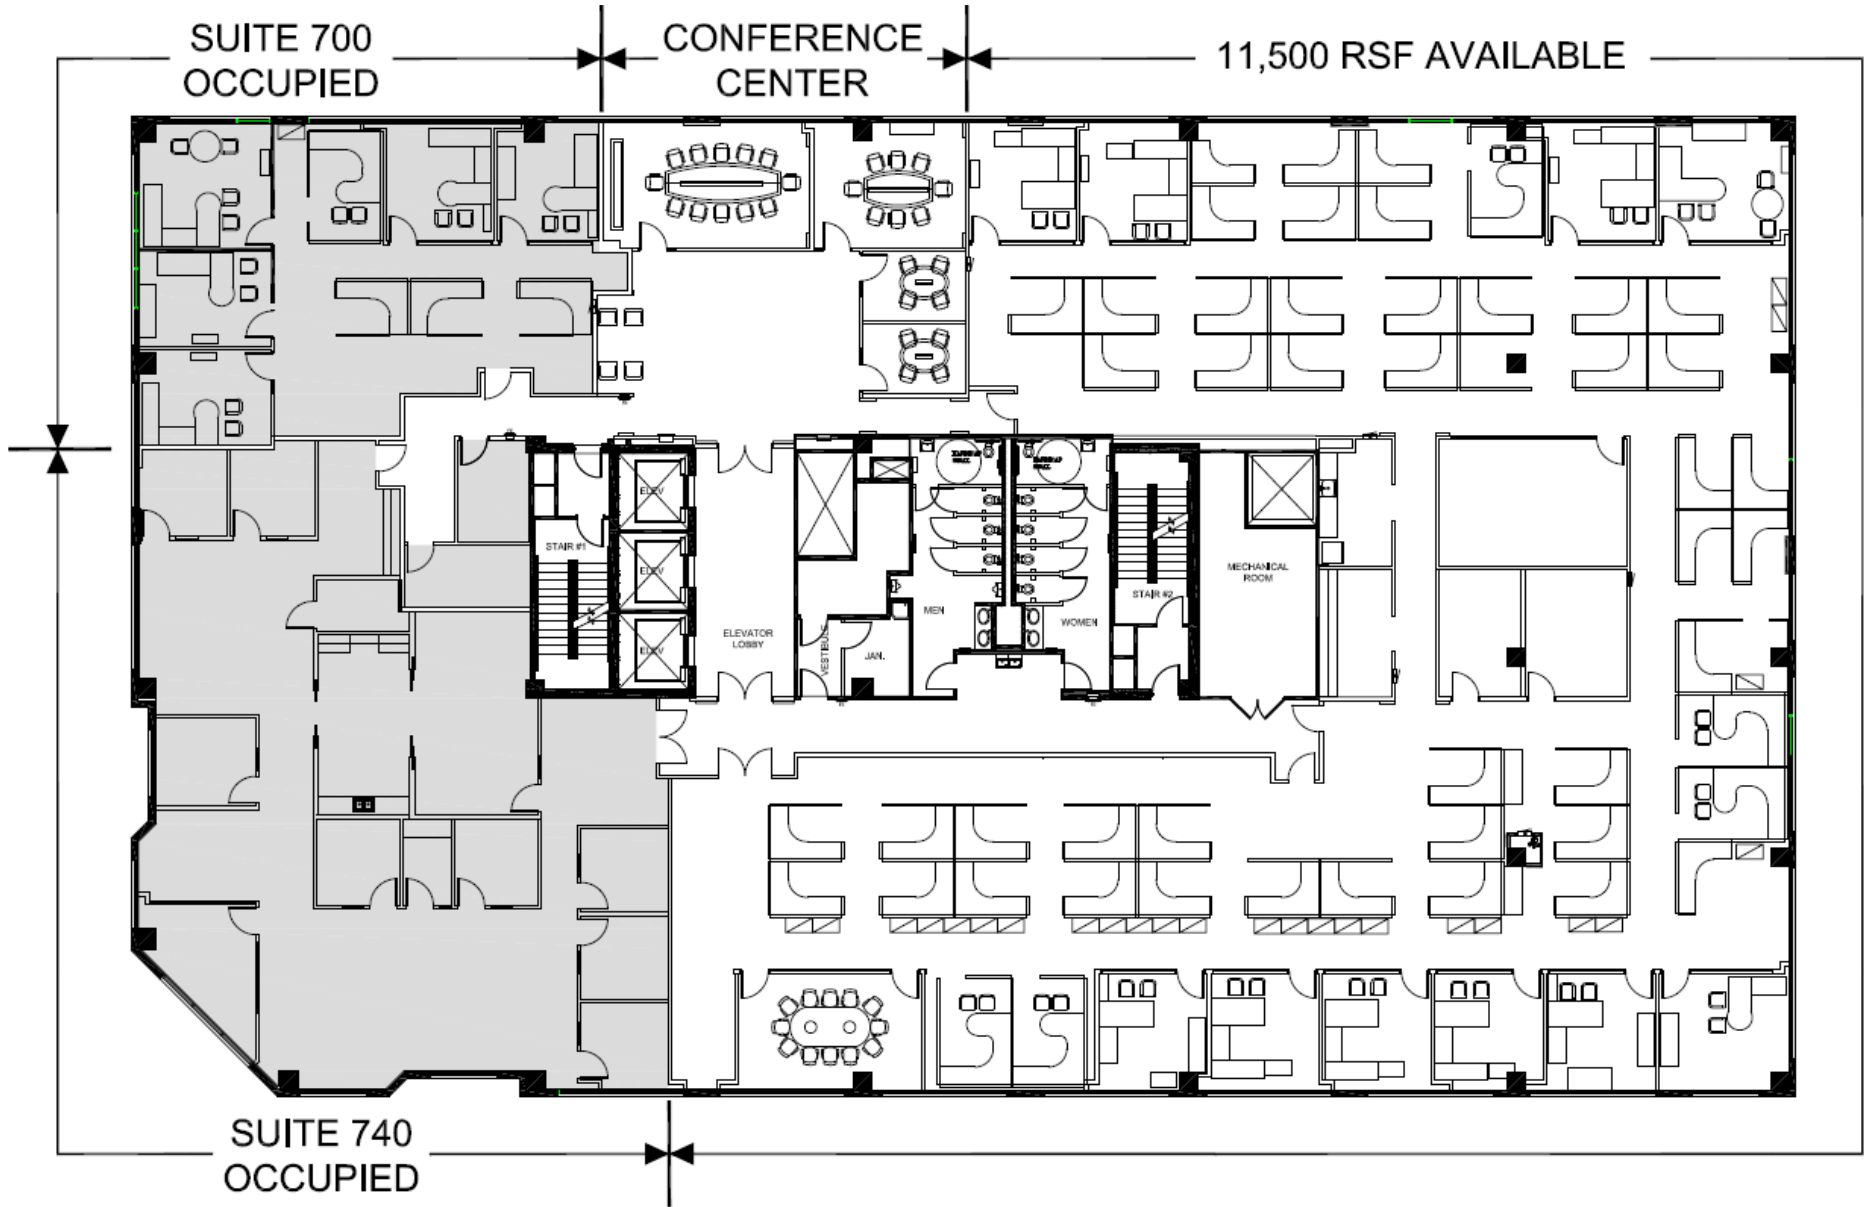 SUITE 700
OCCUPIED
CONFERENCE
CENTER
11,500 RSF AVAILABLE
ELEV
STAIR #1
ELEV
ELEV
ELEVATOR
LOBBY
VESTIBULE
JAN.
MEN
WOMEN
STAIR #2
MECHANICAL
ROOM
SUITE 740
OCCUPIED